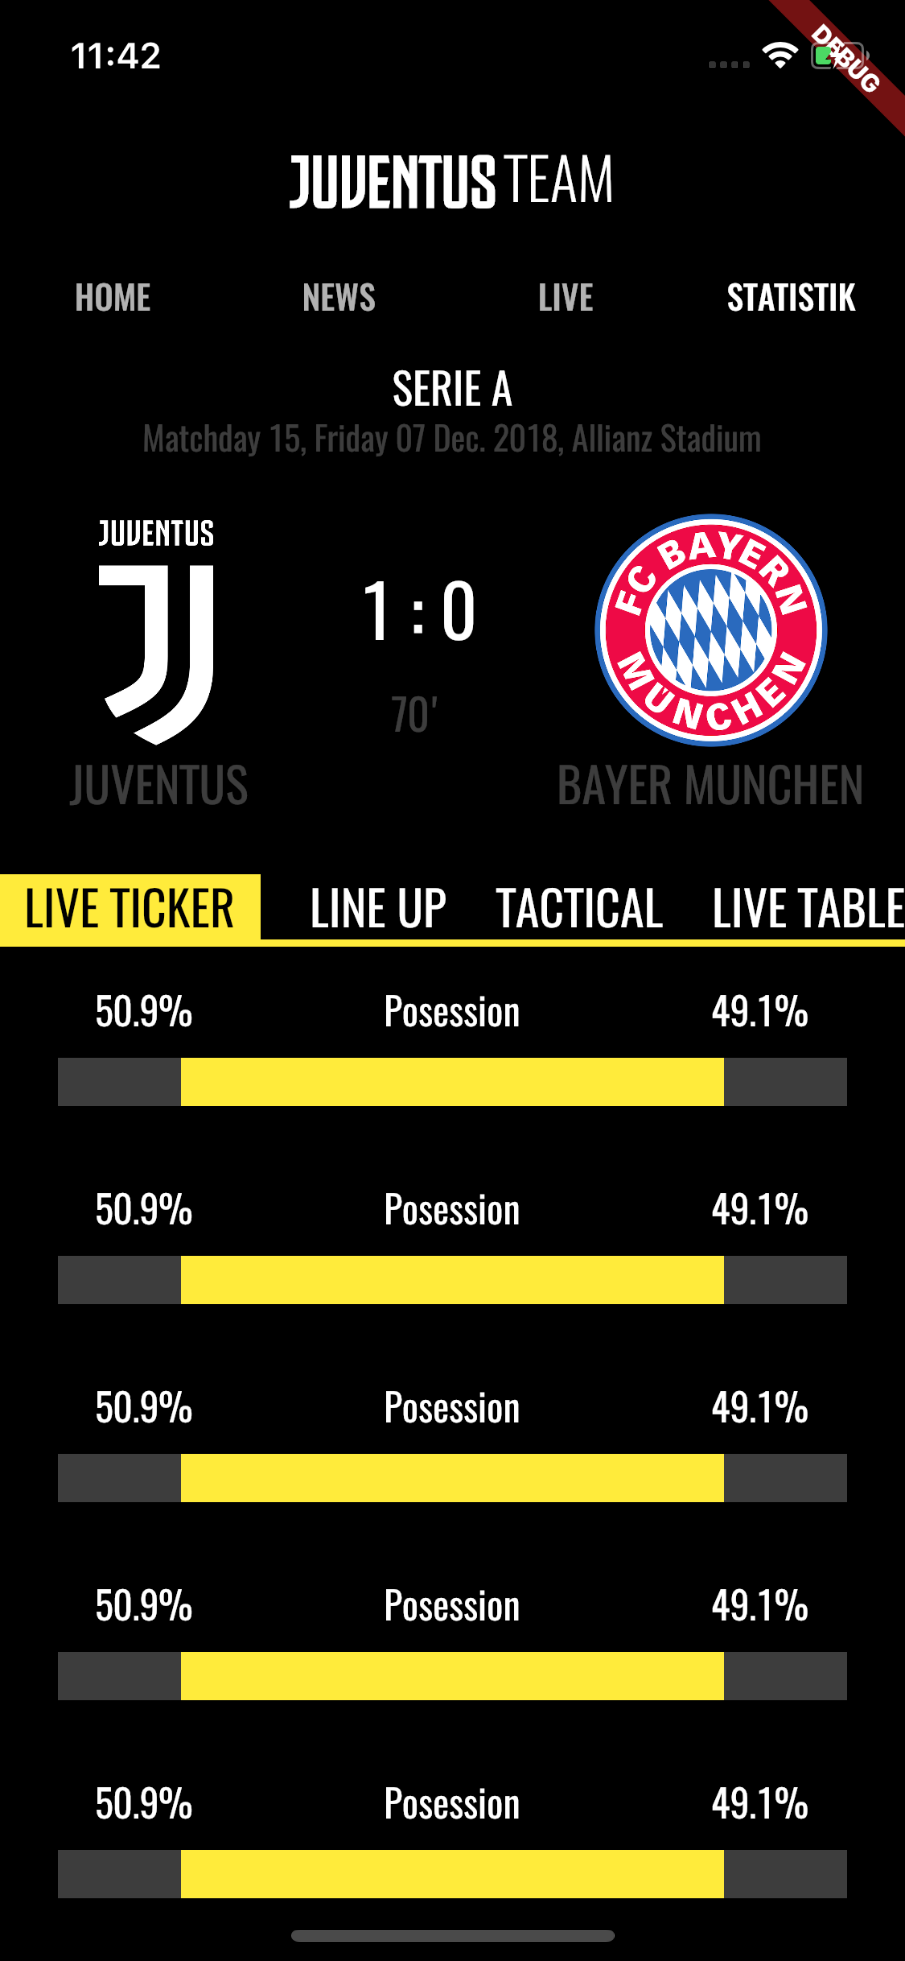 11:42
DEBUG
JUVENTUS TEAM
HOME NEWS LIVE STATISTIK
SERIE A
Matchday 15, Friday 07 Dec. 2018, Allianz Stadium
JUVENTUS
FC BAYERN
MÜNCHEN
1 : 0
70'
JUVENTUS
BAYER MUNCHEN
LIVE TICKER LINE UP TACTICAL LIVE TABLE
50.9% Posession 49.1%
50.9% Posession 49.1%
50.9% Posession 49.1%
50.9% Posession 49.1%
50.9% Posession 49.1%